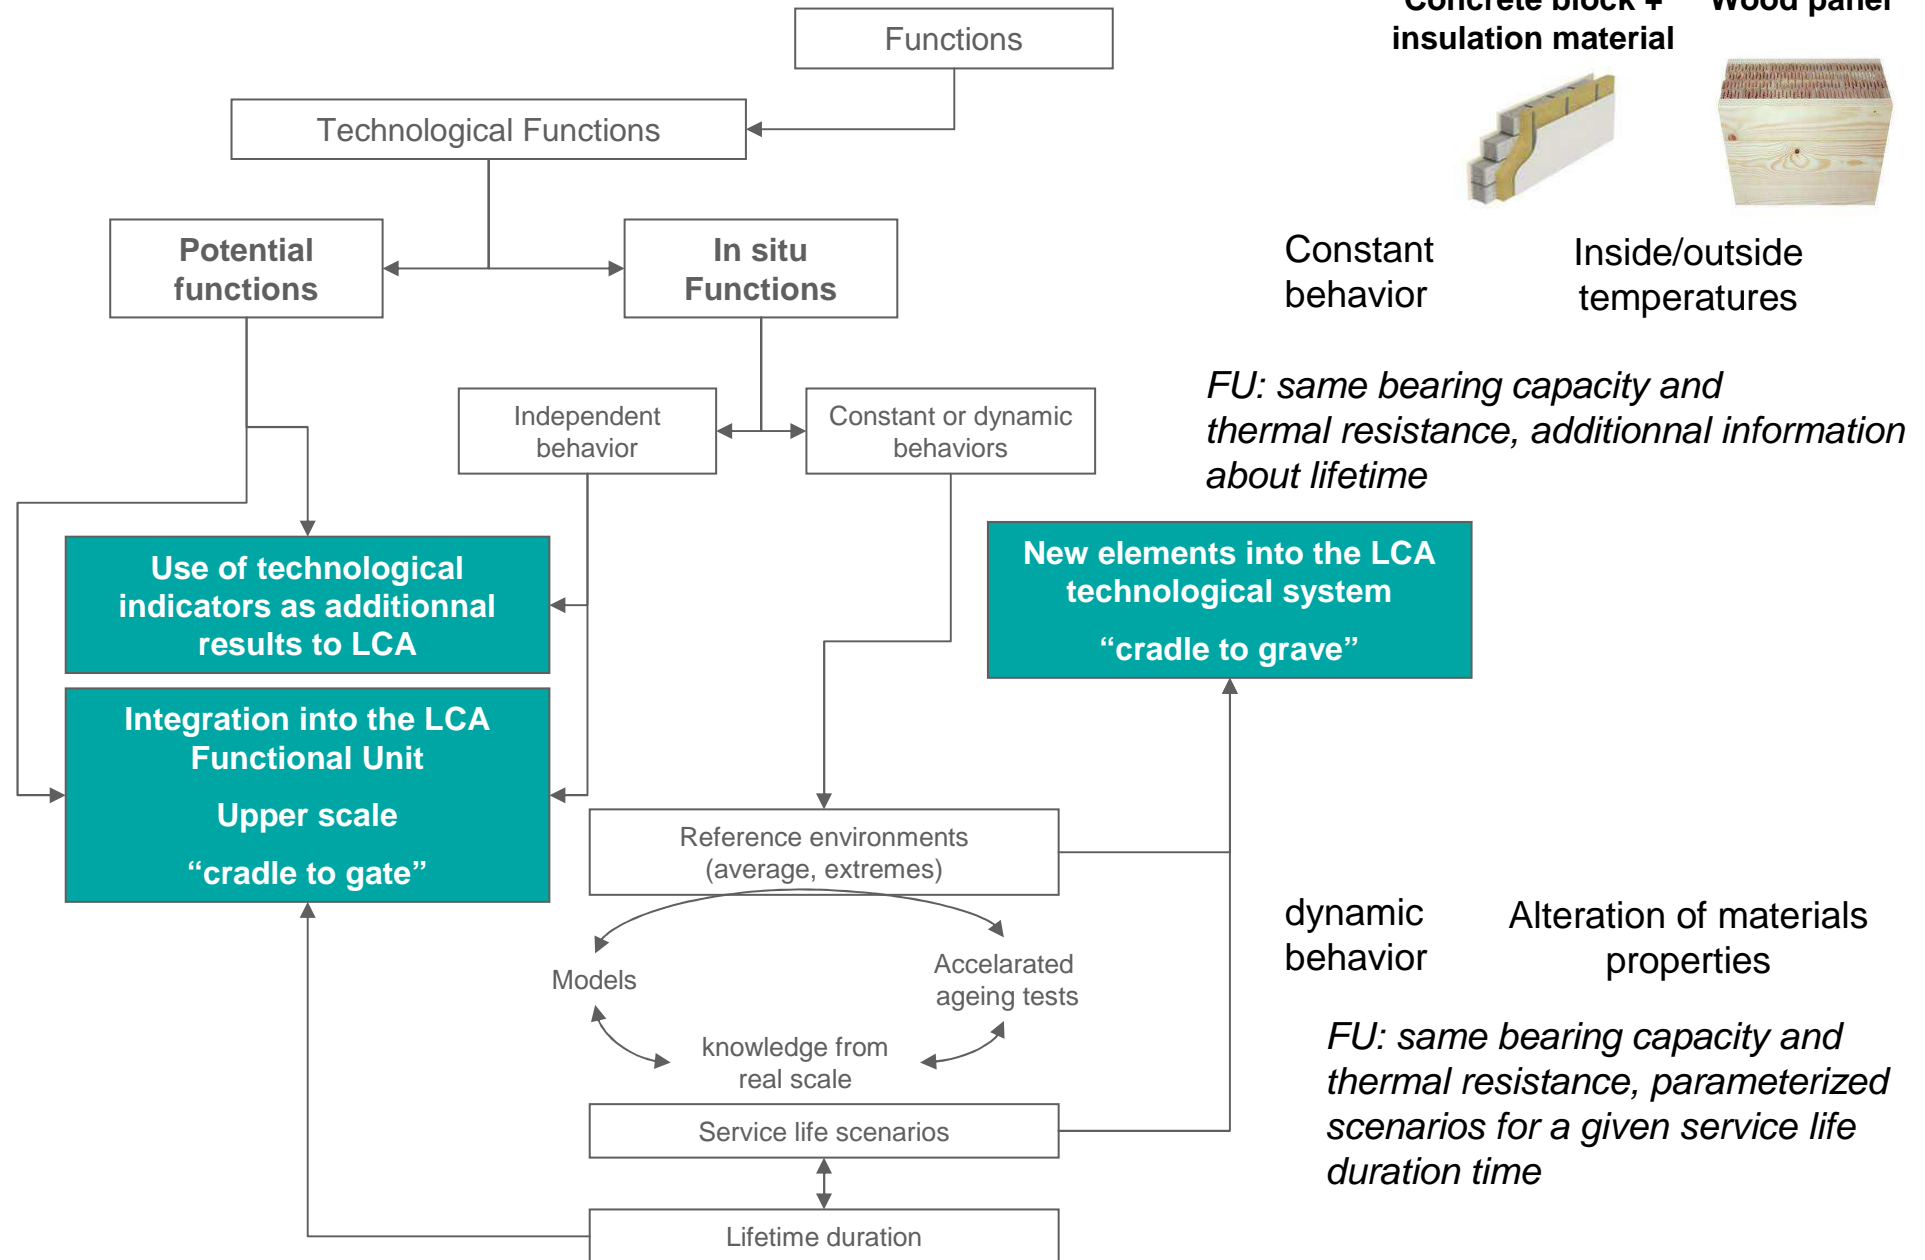 Functions
Concrete block +
insulation material
Wood panel
Technological Functions
Potential
functions
In situ
Functions
Constant
behavior
Inside/outside
temperatures
Independent
behavior
Constant or dynamic
behaviors
FU: same bearing capacity and
thermal resistance, additionnal information
about lifetime
Use of technological
indicators as additionnal
results to LCA
New elements into the LCA
technological system
“cradle to grave”
Integration into the LCA
Functional Unit
Upper scale
“cradle to gate”
Reference environments
(average, extremes)
dynamic
behavior
Alteration of materials
properties
Models
Accelarated
ageing tests
knowledge from
real scale
FU: same bearing capacity and
thermal resistance, parameterized
scenarios for a given service life
duration time
Service life scenarios
Lifetime duration